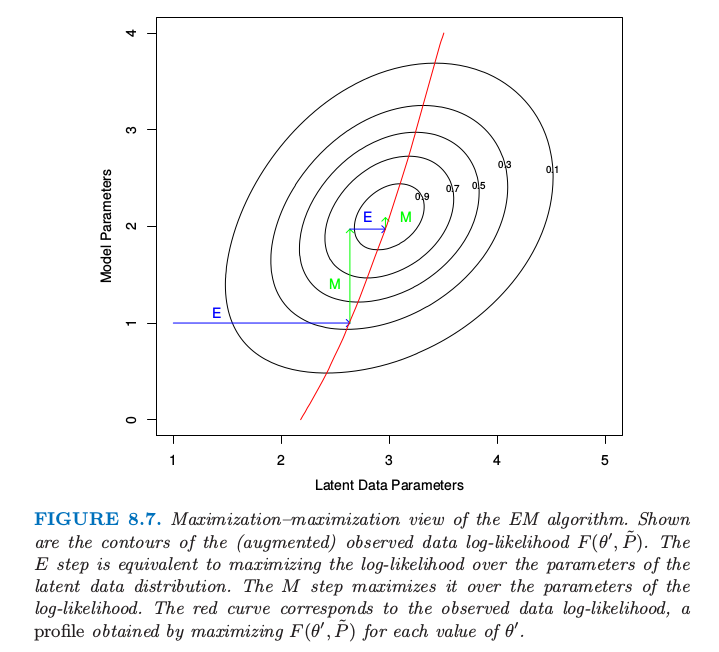 4
3
2
1
0
Model Parameters
0.1
0.3
0.5
0.7
0.9
E
M
M
E
1 2 3 4 5
Latent Data Parameters
FIGURE 8.7. Maximization–maximization view of the EM algorithm. Shown
are the contours of the (augmented) observed data log-likelihood F(θ′, P̃). The
E step is equivalent to maximizing the log-likelihood over the parameters of the
latent data distribution. The M step maximizes it over the parameters of the
log-likelihood. The red curve corresponds to the observed data log-likelihood, a
profile obtained by maximizing F(θ′, P̃) for each value of θ′.